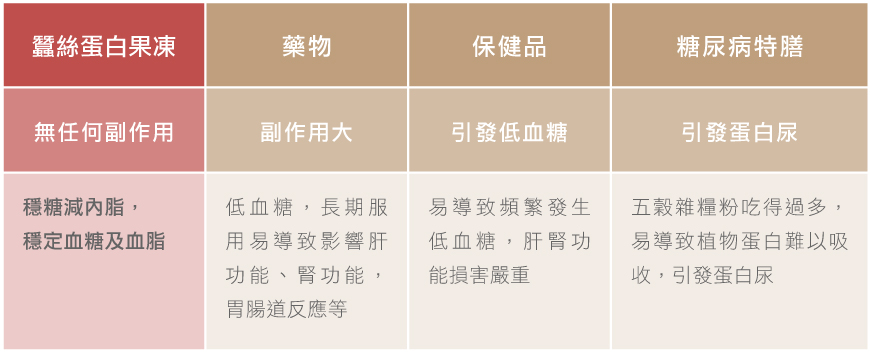 蠶絲蛋白果凍
藥物
保健品
糖尿病特膳
無任何副作用
副作用大
引發低血糖
引發蛋白尿
穩糖減內脂，
穩定血糖及血脂
低血糖，長期服
用易導致影響肝
功能、腎功能，
胃腸道反應等
易導致頻繁發生
低血糖，肝腎功
能損害嚴重
五穀雜糧粉吃得過多，
易導致植物蛋白難以吸
收，引發蛋白尿